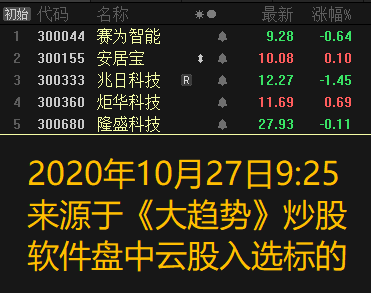 初始 代码 名称 最新 涨幅%
1 300044 赛为智能 9.28 -0.64
2 300155 安居宝 10.08 0.10
3 300333 兆日科技 R 12.27 -1.45
4 300360 炬华科技 11.69 0.69
5 300680 隆盛科技 27.93 -0.11
2020年10月27日9:25
来源于《大趋势》炒股
软件盘中云股入选标的